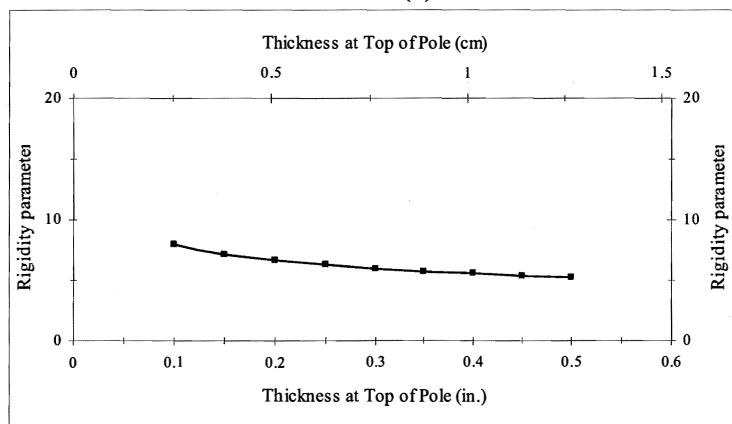 Thickness at Top of Pole (cm)
0 0.5 1 1.5
20 20
Rigidity parameter
10 10
Rigidity parameter
0 0
0 0.1 0.2 0.3 0.4 0.5 0.6
Thickness at Top of Pole (in.)